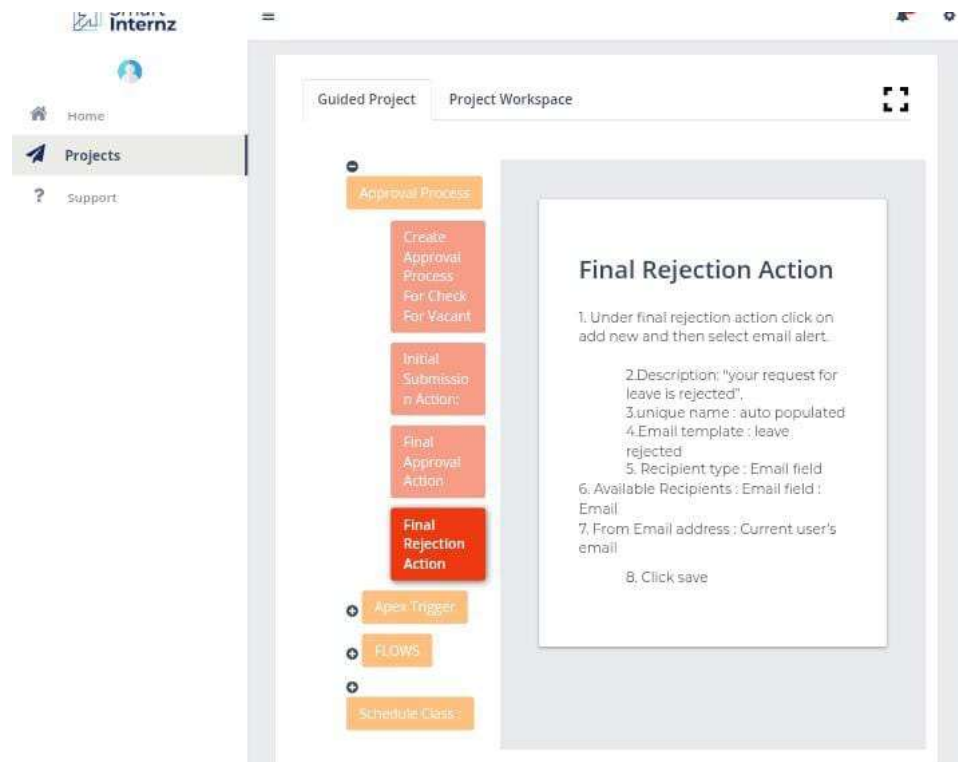 Internz
Home
Projects
Support
Guided Project
Project Workspace
Approval Process
Create
Approval
Process
For Check
For Vacant
Initial
Submissio
n Action:
Final
Approval
Action
Final
Rejection
Action
Apex Trigger
FLOWS
Schedule Class :
Final Rejection Action
1. Under final rejection action click on
add new and then select email alert.
2.Description: "your request for
leave is rejected",
3.unique name : auto populated
4.Email template : leave
rejected
5. Recipient type : Email field
6. Available Recipients : Email field :
Email
7. From Email address : Current user's
email
8. Click save